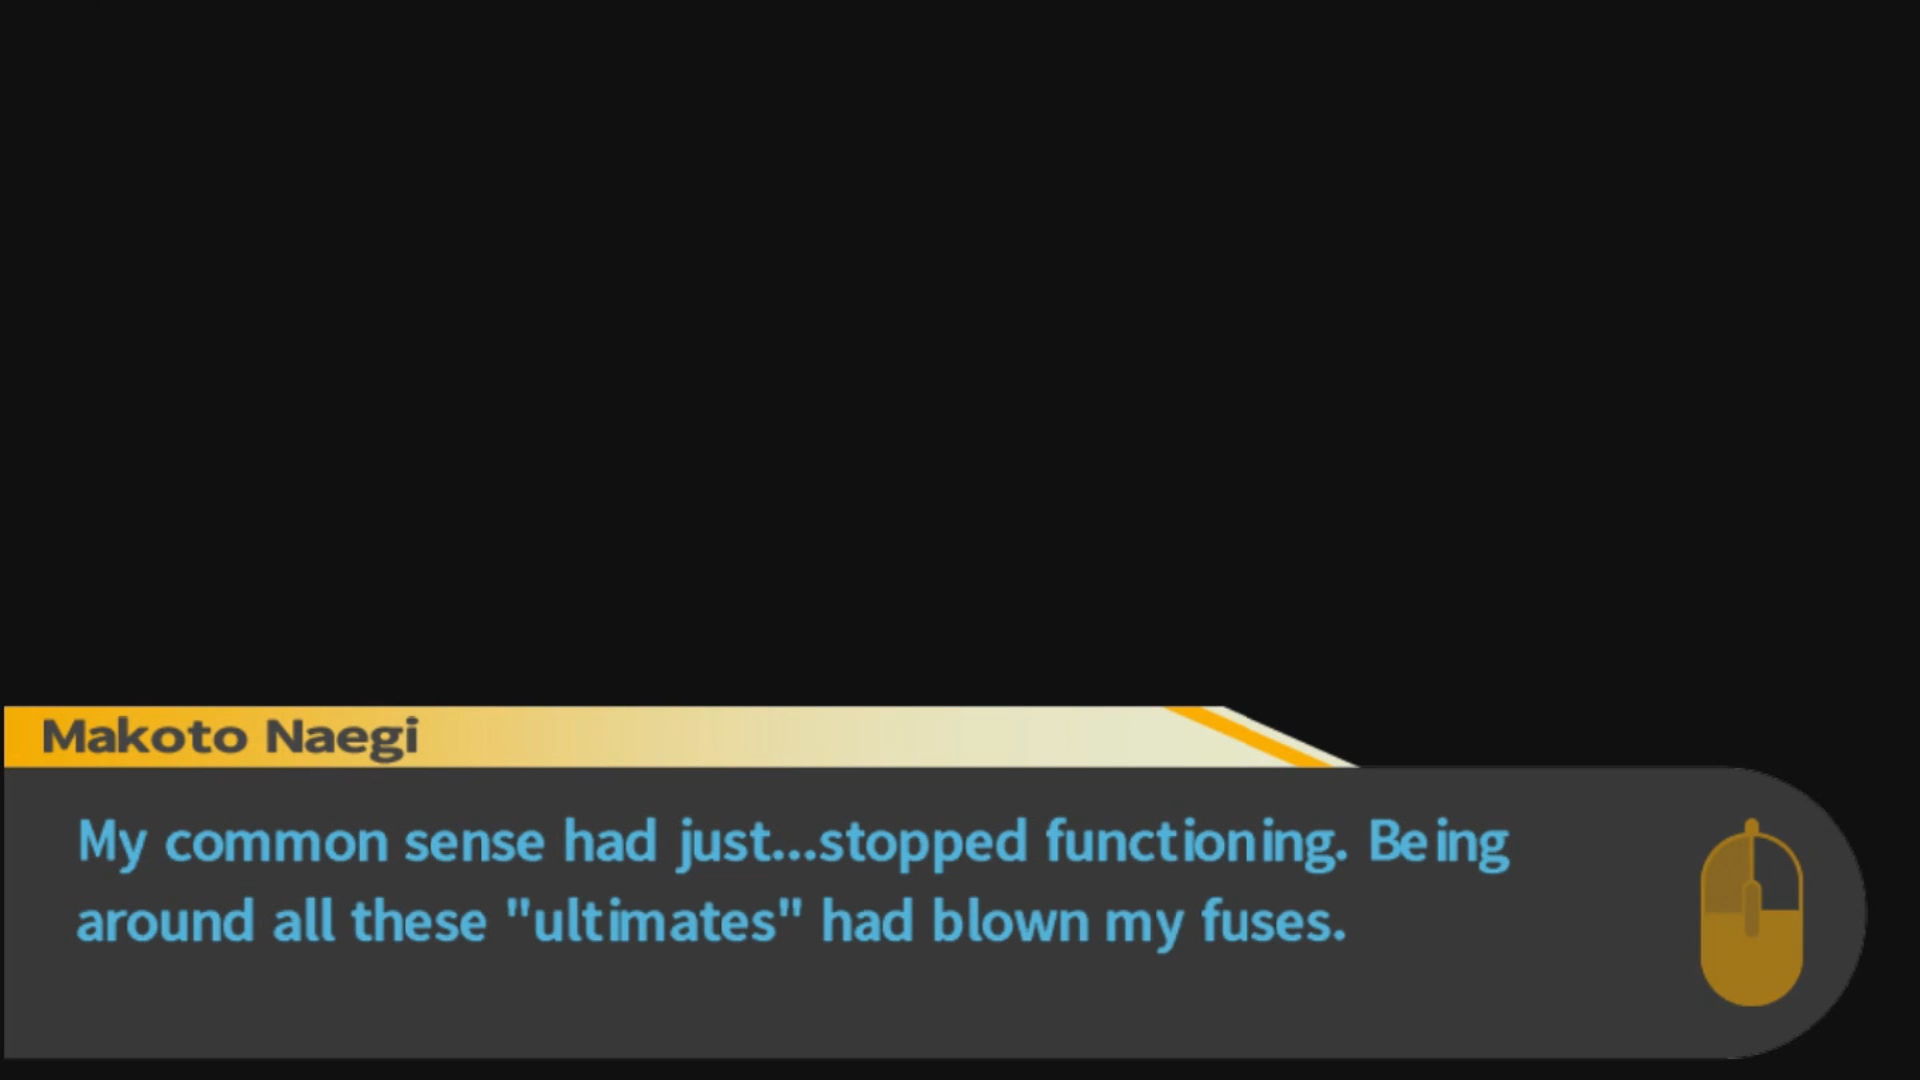 Makoto Naegi
My common sense had just...stopped functioning. Being
around all these "ultimates" had blown my fuses.